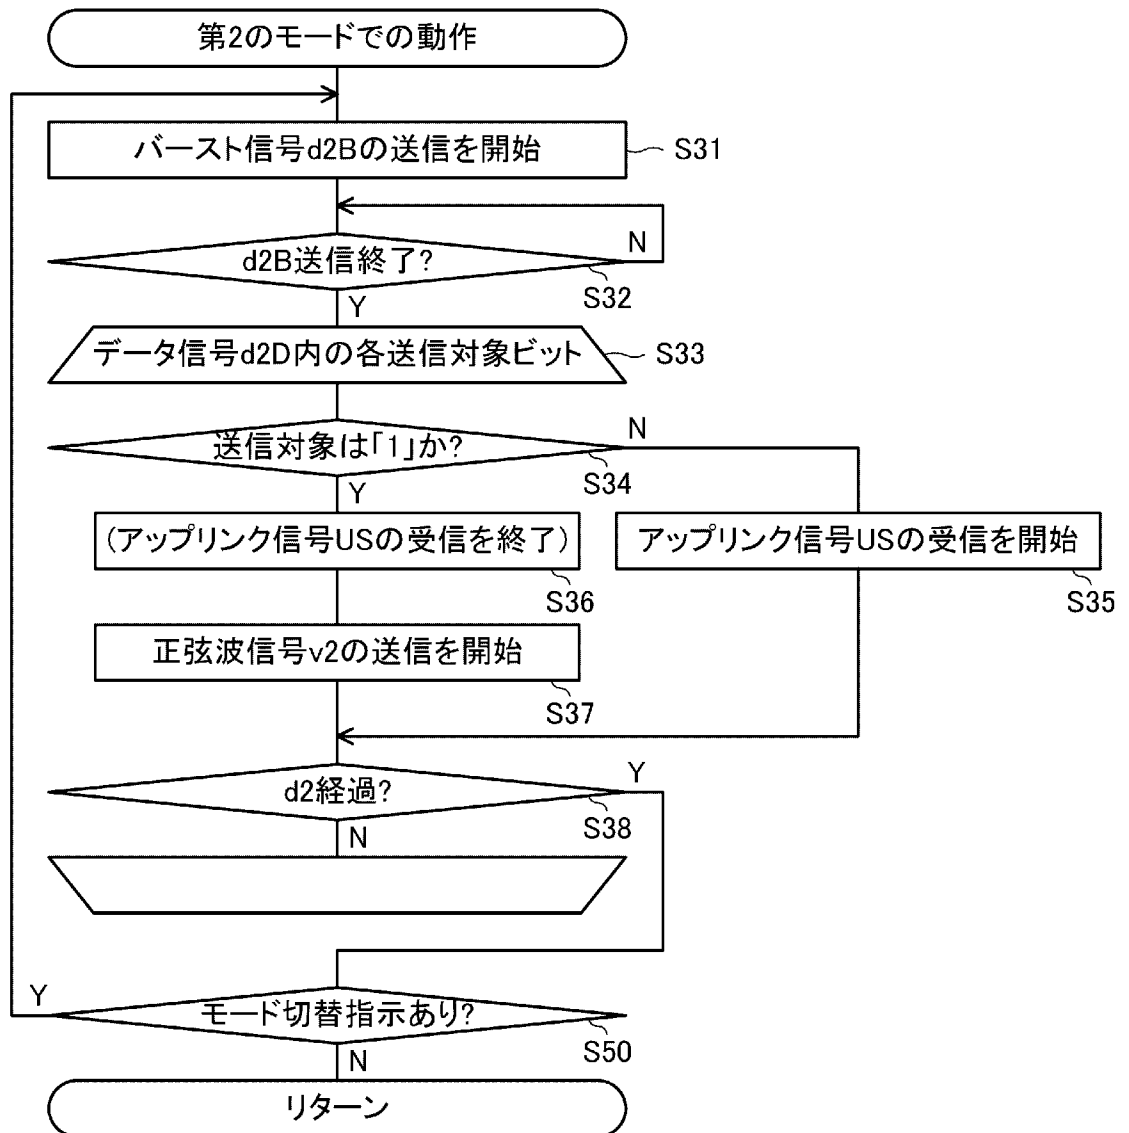 第2のモードでの動作
バースト信号d2Bの送信を開始
S31
N
d2B送信終了?
S32
Y
データ信号d2D内の各送信対象ビット
S33
N
送信対象は「1」か?
S34
Y
(アップリンク信号USの受信を終了)
アップリンク信号USの受信を開始
S36
S35
正弦波信号v2の送信を開始
S37
Y
d2経過?
S38
N
Y
モード切替指示あり?
S50
N
リターン